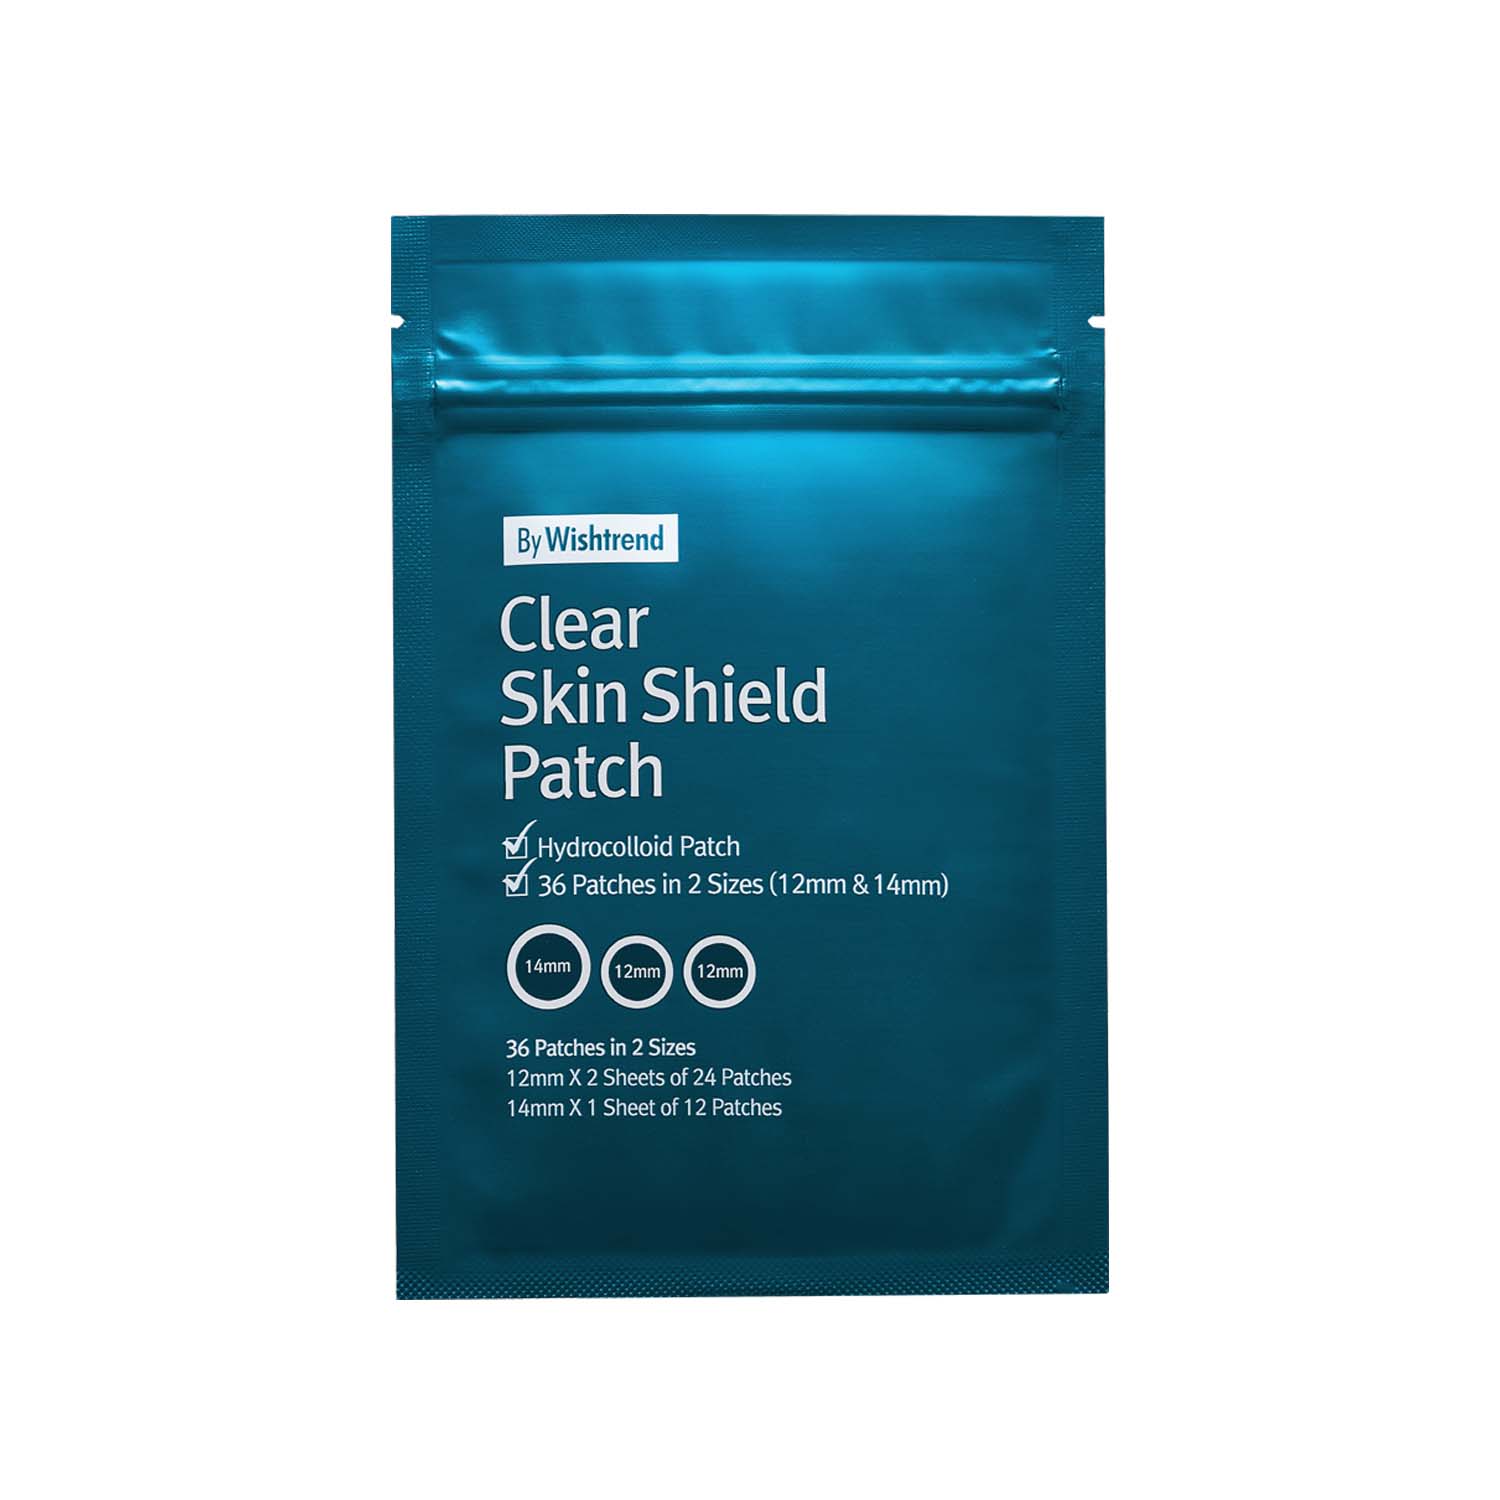 By Wishtrend
Clear
Skin Shield
Patch
Hydrocolloid Patch
36 Patches in 2 Sizes (12mm & 14mm)
14mm 12mm 12mm
36 Patches in 2 Sizes
12mm X 2 Sheets of 24 Patches
14mm X 1 Sheet of 12 Patches